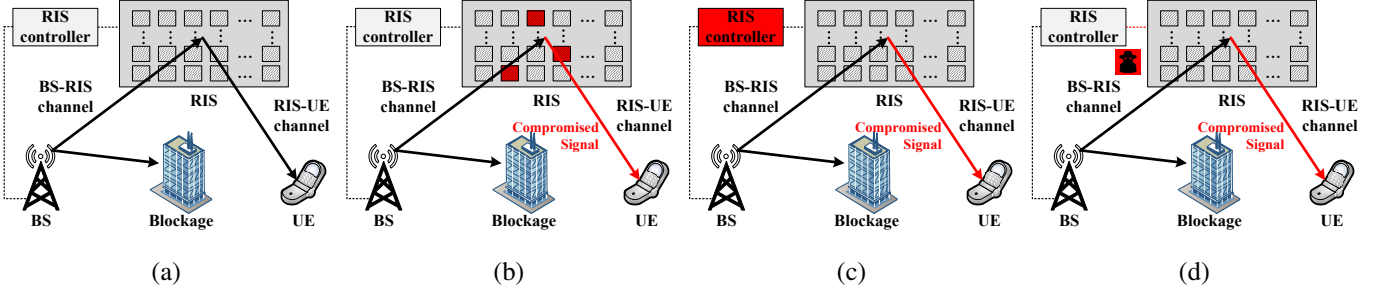 RIS
controller
RIS
BS-RIS
channel
RIS-UE
channel
BS
Blockage
UE
(a)
RIS
controller
RIS
BS-RIS
channel
RIS-UE
channel
Compromised
Signal
BS
Blockage
UE
(b)
RIS
controller
RIS
BS-RIS
channel
RIS-UE
channel
Compromised
Signal
BS
Blockage
UE
(c)
RIS
controller
RIS
BS-RIS
channel
RIS-UE
channel
Compromised
Signal
BS
Blockage
UE
(d)